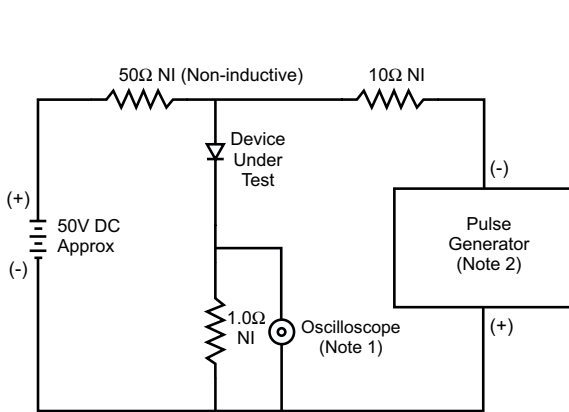 50Ω NI (Non-inductive)
10Ω NI
Device
Under
Test
(+)
50V DC
Approx
(-)
(-)
Pulse
Generator
(Note 2)
(+)
1.0Ω
NI
Oscilloscope
(Note 1)